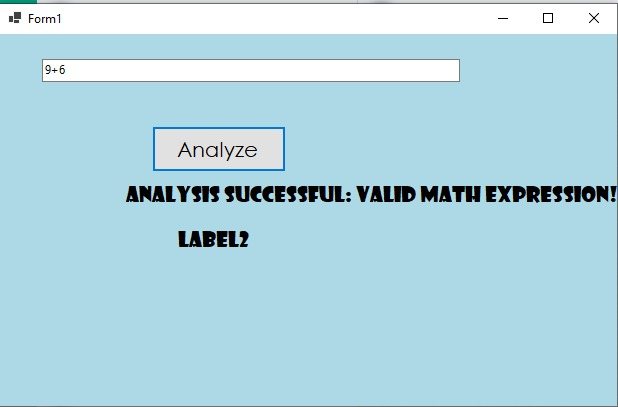 Form1
9+6
Analyze
ANALYSIS SUCCESSFUL: VALID MATH EXPRESSION!
LABEL2